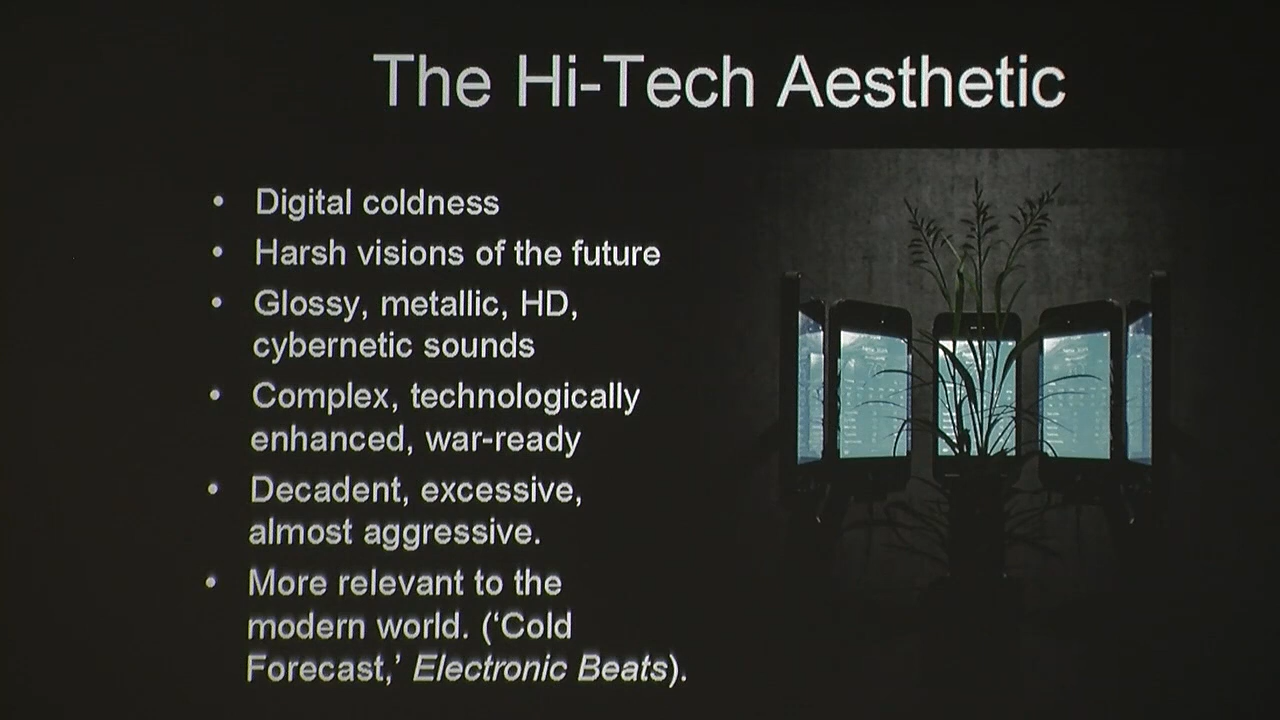 The Hi-Tech Aesthetic
• Digital coldness
• Harsh visions of the future
• Glossy, metallic, HD,
cybernetic sounds
• Complex, technologically
enhanced, war-ready
• Decadent, excessive,
almost aggressive.
• More relevant to the
modern world. (‘Cold
Forecast,’ Electronic Beats).